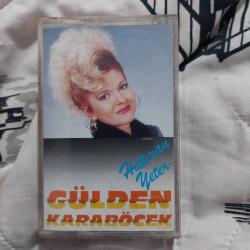 Hatıran
Yeter
GÜLDEN
KARABÖCEK